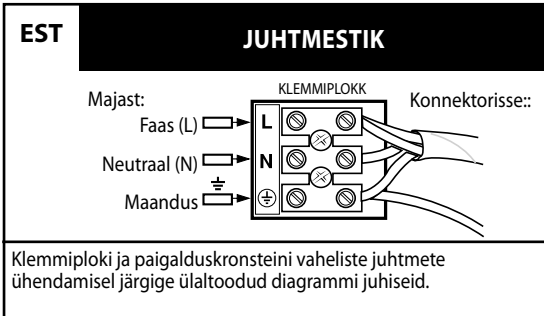 EST
JUHTMESTIK
KLEMMIPLOKK
Majast:
Konnektorisse::
Faas (L)
L
Neutraal (N)
N
Maandus
Klemmiploki ja paigalduskronsteini vaheliste juhtmete
ühendamisel järgige ülaltoodud diagrammi juhiseid.